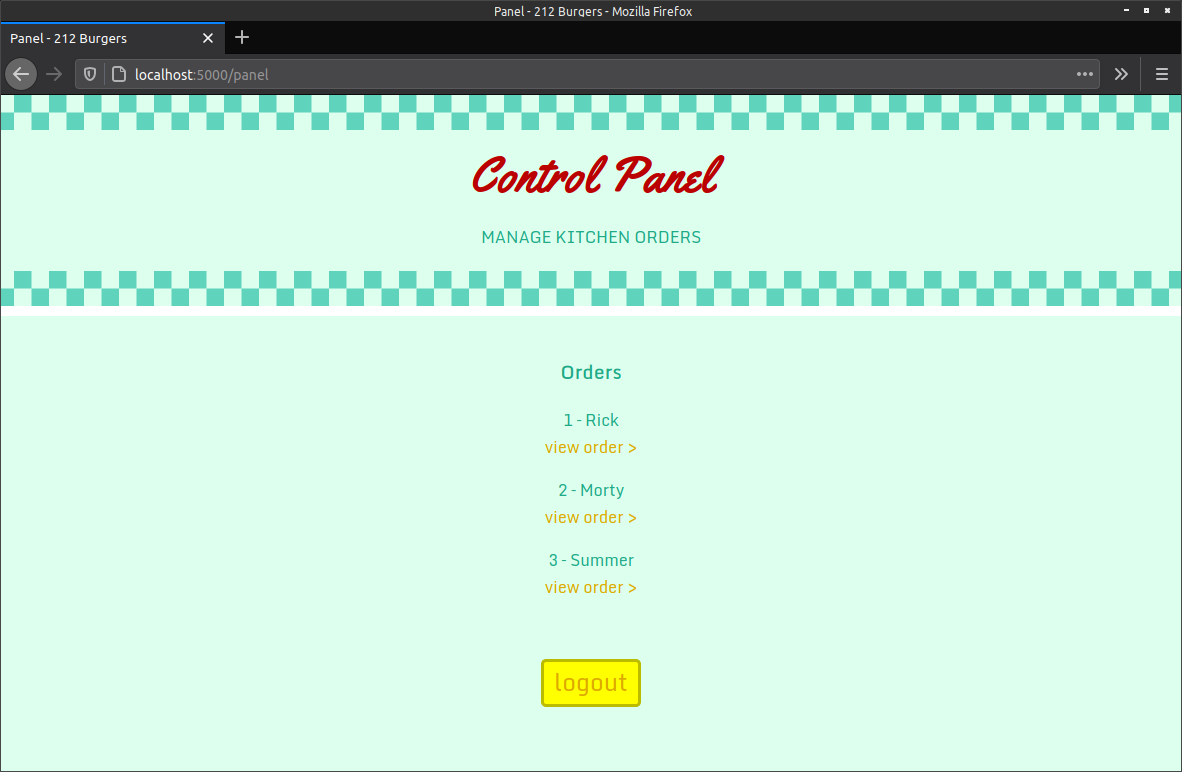 Panel - 212 Burgers - Mozilla Firefox
Panel - 212 Burgers
localhost:5000/panel
Control Panel
MANAGE KITCHEN ORDERS
Orders
1 - Rick
view order >
2 - Morty
view order >
3 - Summer
view order >
logout